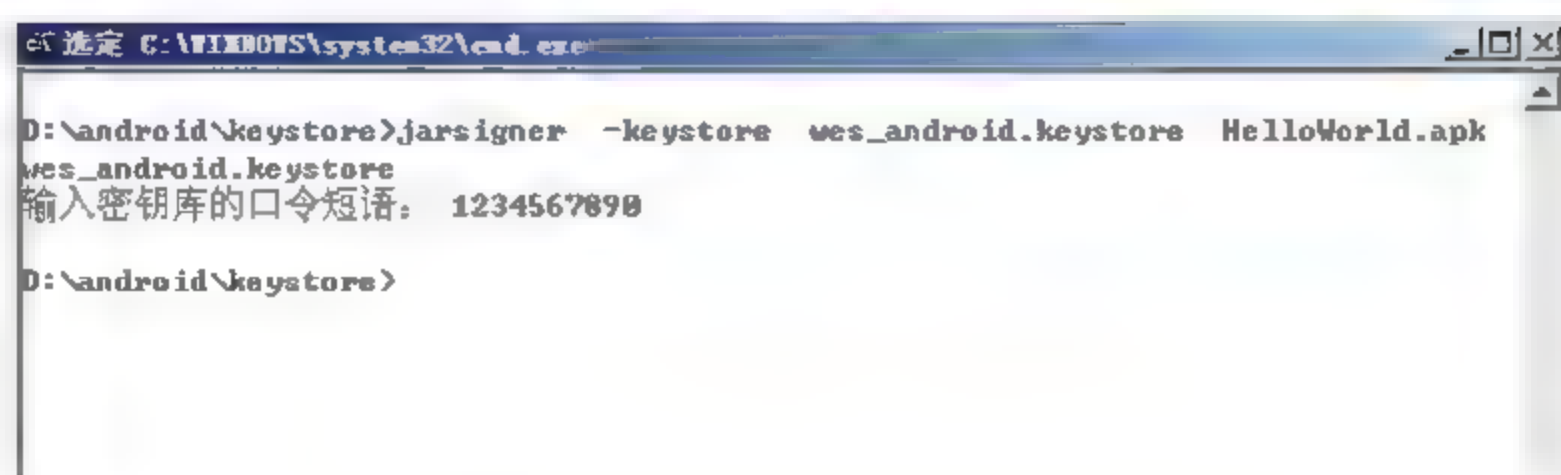 选定 C:\WINDOWS\system32\cmd.exe
D:\android\keystore>jarsigner -keystore wes_android.keystore HelloWorld.apk
wes_android.keystore
输入密钥库的口令短语： 1234567890
D:\android\keystore>